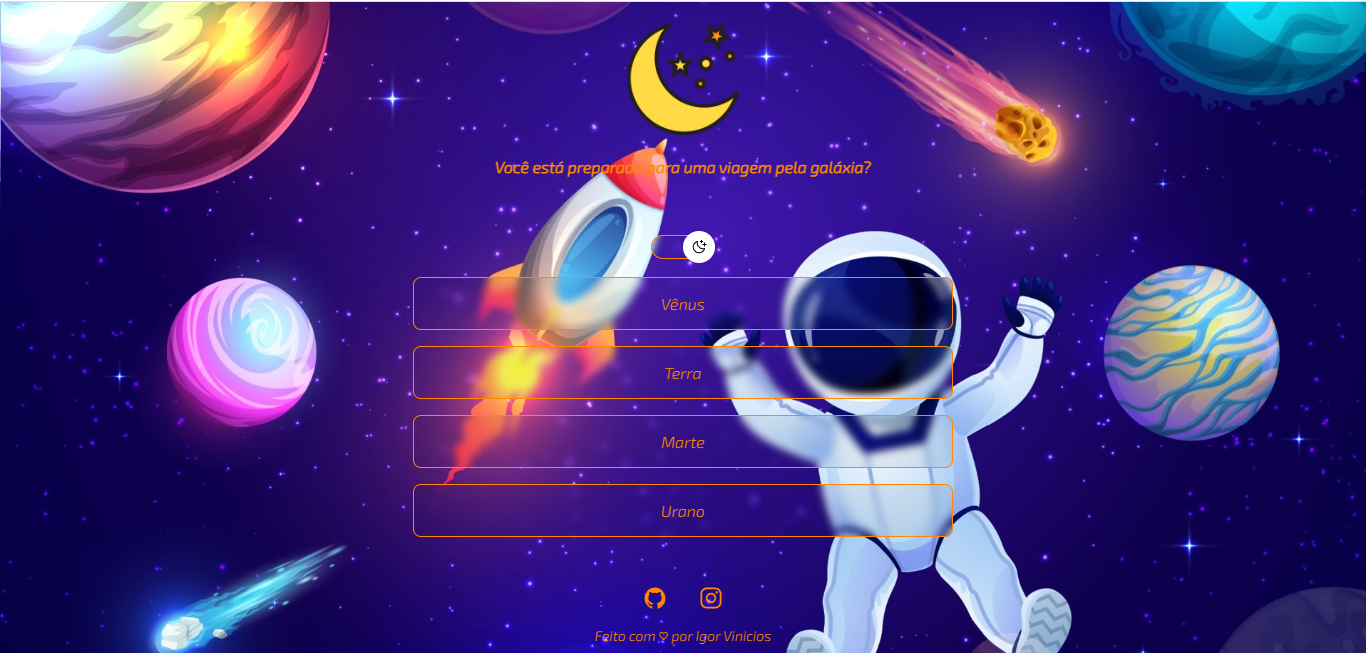 Você está preparado para uma viagem pela galáxia?
Vênus
Terra
Marte
Urano
Feito com ♡ por Igor Vinicios